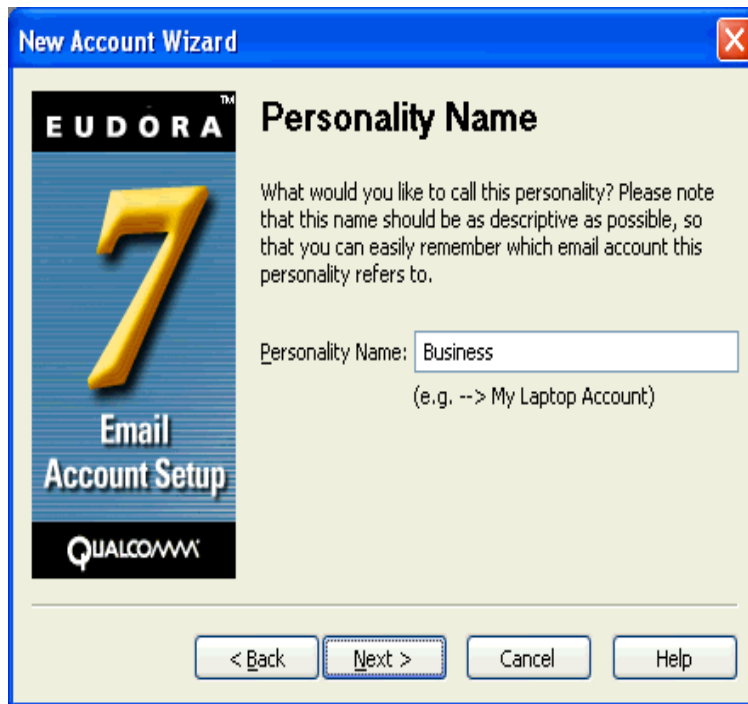 New Account Wizard
EUDORA™
7
Email
Account Setup
QUALCOMM
Personality Name
What would you like to call this personality? Please note
that this name should be as descriptive as possible, so
that you can easily remember which email account this
personality refers to.
Personality Name: Business
(e.g. --> My Laptop Account)
< Back Next > Cancel Help